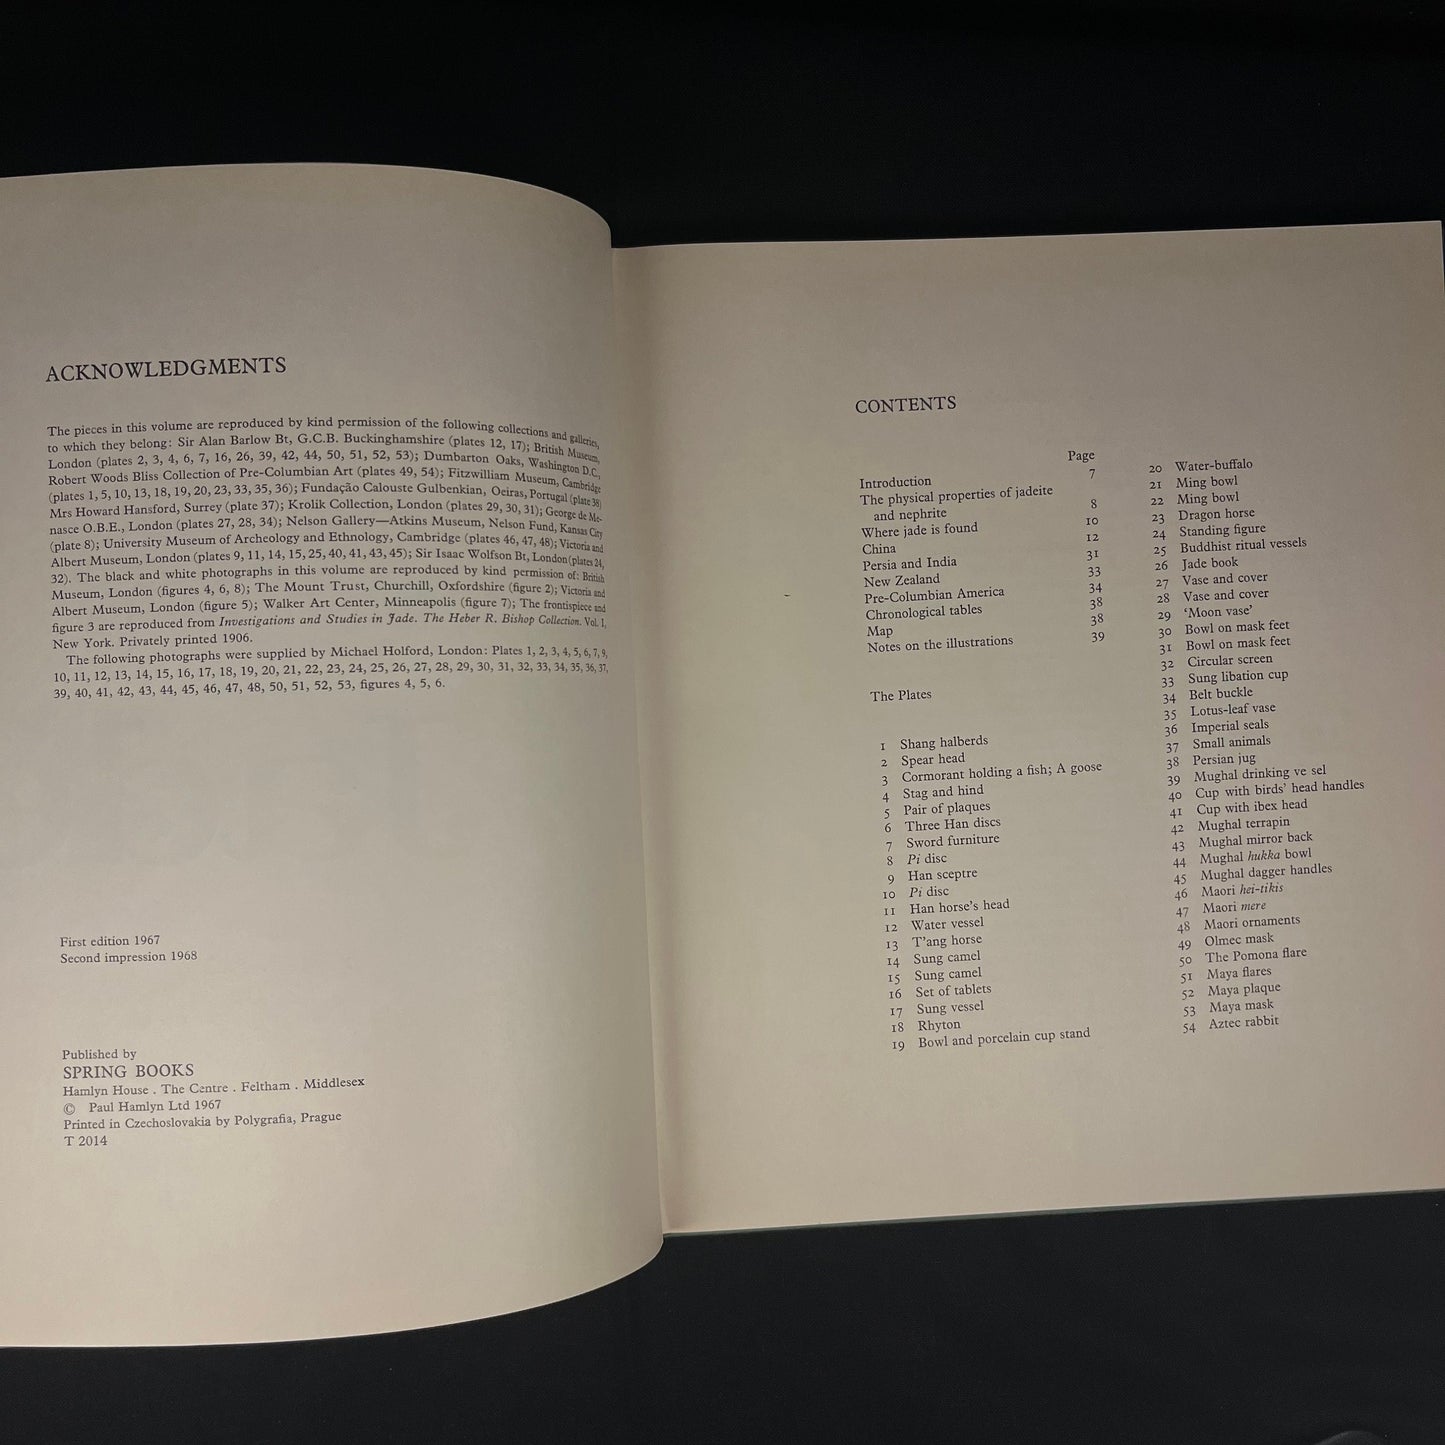 ACKNOWLEDGMENTS
The pieces in this volume are reproduced by kind permission of the following collections and galleries,
to which they belong: Sir Alan Barlow Bt, G.C.B. Buckinghamshire (plates 12, 17); British Museum,
London (plates 2, 3, 4, 6, 7, 16, 26, 39, 42, 44, 50, 51, 52, 53); Dumbarton Oaks, Washington D.C.,
Robert Woods Bliss Collection of Pre-Columbian Art (plates 49, 54); Fitzwilliam Museum, Cambridge
(plates 1, 5, 10, 13, 18, 19, 20, 23, 33, 35, 36); Fundação Calouste Gulbenkian, Oeiras, Portugal (plate 38)
Mrs Howard Hansford, Surrey (plate 37); Krolik Collection, London (plates 29, 30, 31); George de Me-
nasce O.B.E., London (plates 27, 28, 34); Nelson Gallery—Atkins Museum, Nelson Fund, Kansas City
(plate 8); University Museum of Archeology and Ethnology, Cambridge (plates 46, 47, 48); Victoria and
Albert Museum, London (plates 9, 11, 14, 15, 25, 40, 41, 43, 45); Sir Isaac Wolfson Bt, London (plates 24,
32). The black and white photographs in this volume are reproduced by kind permission of: British
Museum, London (figures 4, 6, 8); The Mount Trust, Churchill, Oxfordshire (figure 2); Victoria and
Albert Museum, London (figure 5); Walker Art Center, Minneapolis (figure 7); The frontispiece and
figure 3 are reproduced from Investigations and Studies in Jade. The Heber R. Bishop Collection. Vol. I,
New York. Privately printed 1906.
The following photographs were supplied by Michael Holford, London: Plates 1, 2, 3, 4, 5, 6, 7, 9,
10, 11, 12, 13, 14, 15, 16, 17, 18, 19, 20, 21, 22, 23, 24, 25, 26, 27, 28, 29, 30, 31, 32, 33, 34, 35, 36, 37,
39, 40, 41, 42, 43, 44, 45, 46, 47, 48, 50, 51, 52, 53, figures 4, 5, 6.
First edition 1967
Second impression 1968
Published by
SPRING BOOKS
Hamlyn House . The Centre . Feltham . Middlesex
© Paul Hamlyn Ltd 1967
Printed in Czechoslovakia by Polygrafia, Prague
T 2014
CONTENTS
Page
Introduction 7
The physical properties of jadeite
and nephrite 8
Where jade is found 10
China 12
Persia and India 31
New Zealand 33
Pre-Columbian America 34
Chronological tables 38
Map 38
Notes on the illustrations 39
The Plates
1 Shang halberds
2 Spear head
3 Cormorant holding a fish; A goose
4 Stag and hind
5 Pair of plaques
6 Three Han discs
7 Sword furniture
8 Pi disc
9 Han sceptre
10 Pi disc
11 Han horse's head
12 Water vessel
13 T'ang horse
14 Sung camel
15 Sung camel
16 Set of tablets
17 Sung vessel
18 Rhyton
19 Bowl and porcelain cup stand
20 Water-buffalo
21 Ming bowl
22 Ming bowl
23 Dragon horse
24 Standing figure
25 Buddhist ritual vessels
26 Jade book
27 Vase and cover
28 Vase and cover
29 'Moon vase'
30 Bowl on mask feet
31 Bowl on mask feet
32 Circular screen
33 Sung libation cup
34 Belt buckle
35 Lotus-leaf vase
36 Imperial seals
37 Small animals
38 Persian jug
39 Mughal drinking ve sel
40 Cup with birds' head handles
41 Cup with ibex head
42 Mughal terrapin
43 Mughal mirror back
44 Mughal hukka bowl
45 Mughal dagger handles
46 Maori hei-tikis
47 Maori mere
48 Maori ornaments
49 Olmec mask
50 The Pomona flare
51 Maya flares
52 Maya plaque
53 Maya mask
54 Aztec rabbit